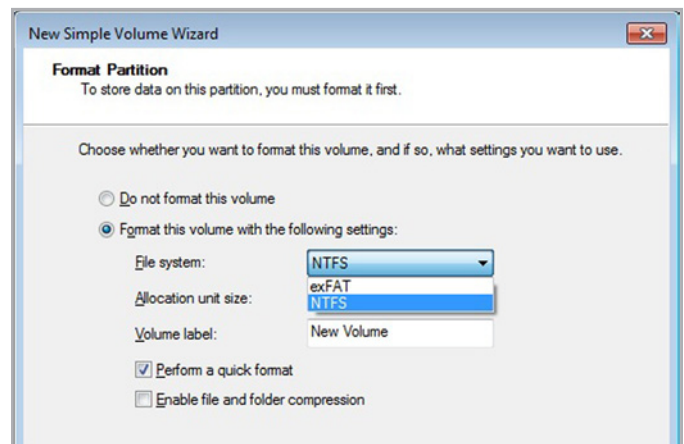 New Simple Volume Wizard
Format Partition
To store data on this partition, you must format it first.
Choose whether you want to format this volume, and if so, what settings you want to use.
Do not format this volume
Format this volume with the following settings:
File system: NTFS
exFAT
Allocation unit size: NTFS
Volume label: New Volume
Perform a quick format
Enable file and folder compression